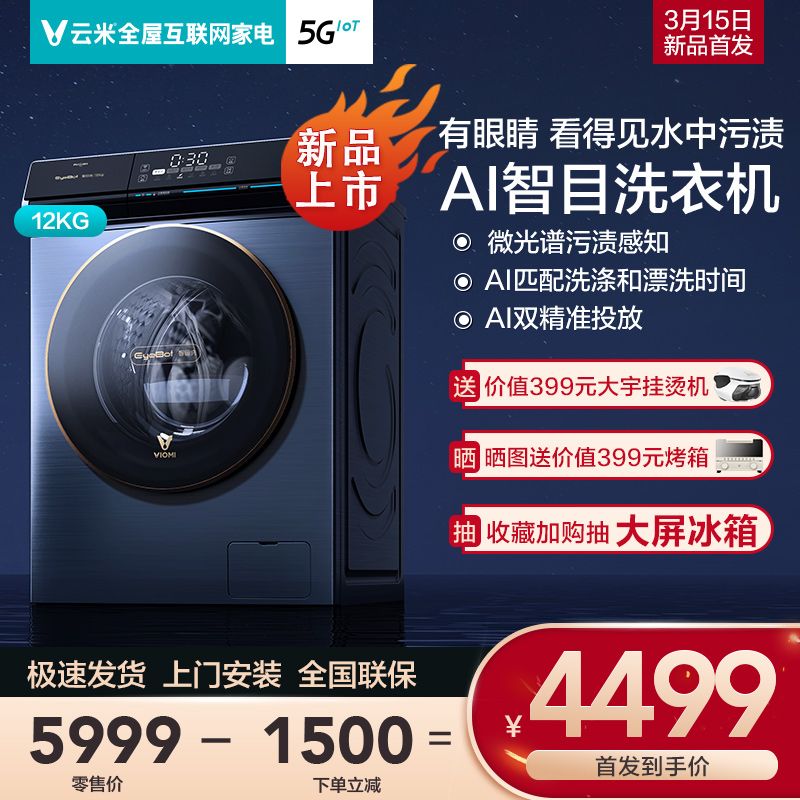 云米全屋互联网家电
5G IoT
3月15日
新品首发
新品
上市
有眼睛 看得见水中污渍
AI智目洗衣机
微光谱污渍感知
AI匹配洗涤和漂洗时间
AI双精准投放
12KG
EyeBot
0:30
EyeBot
VIOMI
送 价值399元大宇挂烫机
晒 晒图送价值399元烤箱
抽 收藏加购抽 大屏冰箱
极速发货 上门安装 全国联保
5999 - 1500 =
零售价
下单立减
¥4499
首发到手价